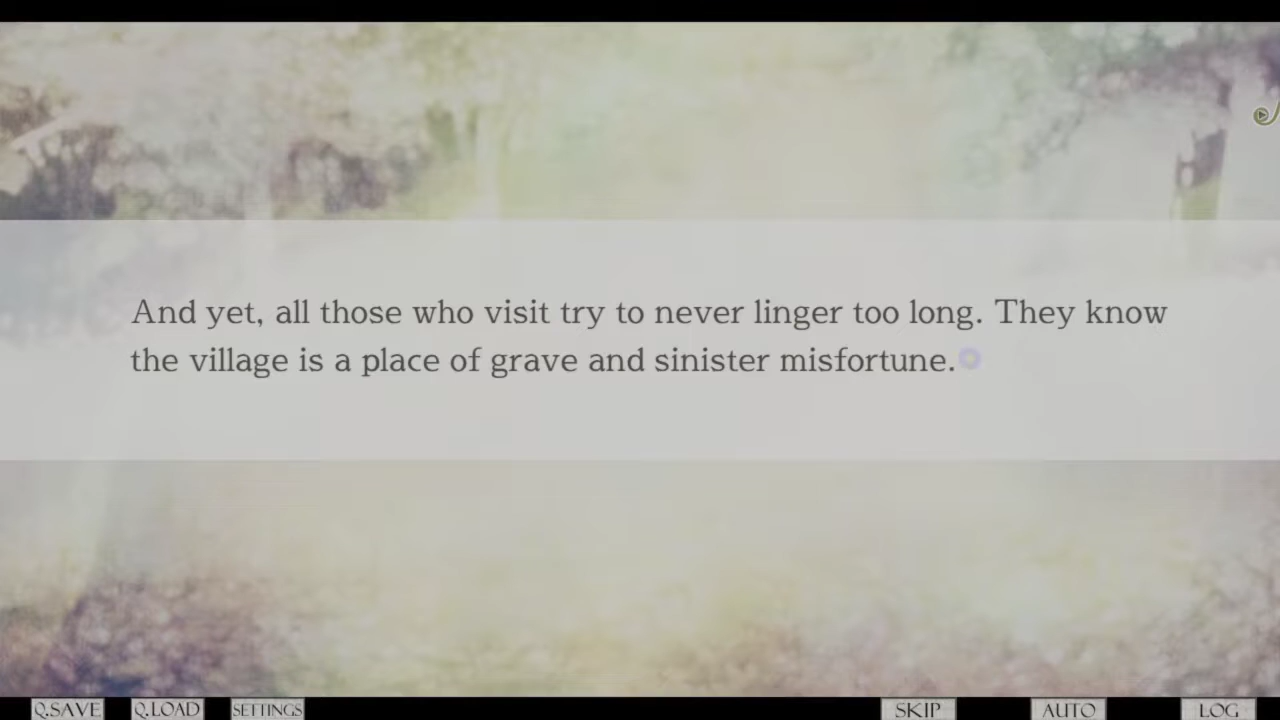 And yet, all those who visit try to never linger too long. They know
the village is a place of grave and sinister misfortune.
Q.SAVE Q.LOAD SETTINGS SKIP AUTO LOG